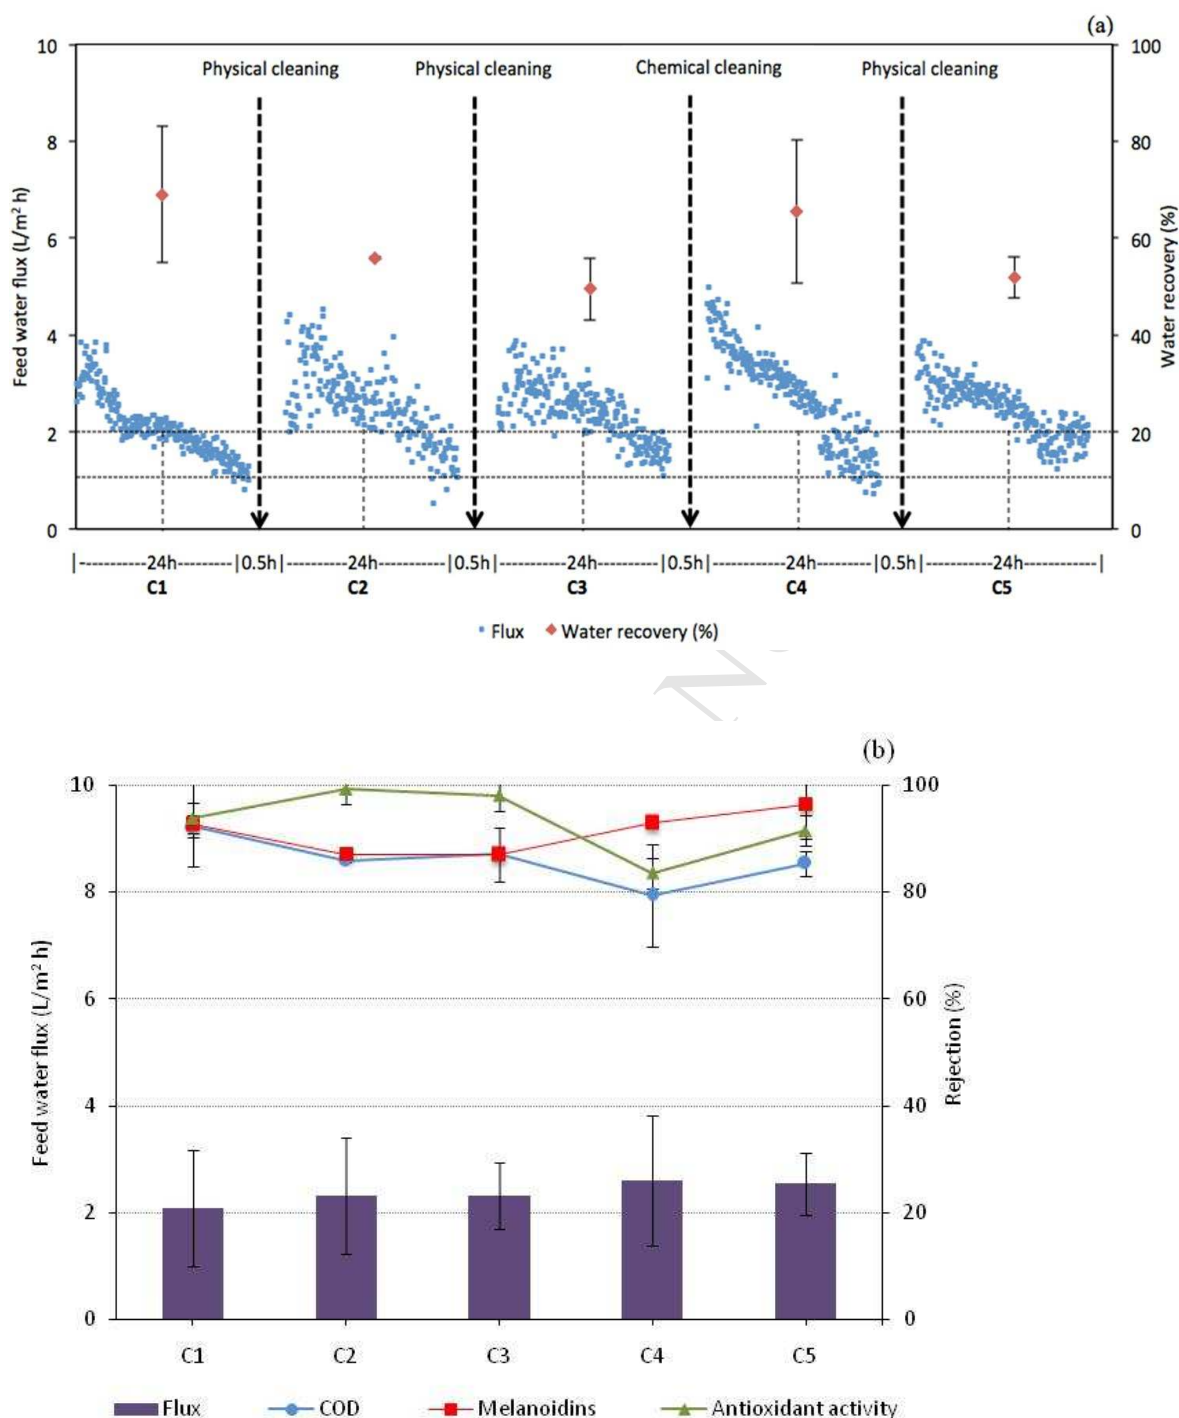 (a)
10
8
6
4
2
0
Feed water flux (L/m² h)
Physical cleaning
Physical cleaning
Chemical cleaning
Physical cleaning
100
80
60
40
20
0
Water recovery (%)
|-------------24h-------------|0.5h|-------------24h-------------|0.5h|-------------24h-------------|0.5h|-------------24h-------------|0.5h|-------------24h-------------|
C1 C2 C3 C4 C5
Flux Water recovery (%)
(b)
10
8
6
4
2
0
Feed water flux (L/m² h)
100
80
60
40
20
0
Rejection (%)
C1 C2 C3 C4 C5
Flux COD Melanoidins Antioxidant activity